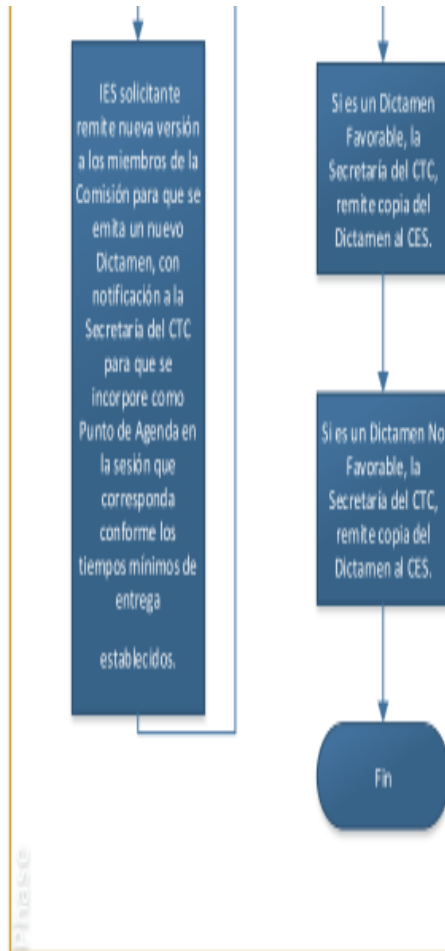 IES solicitante
remite nueva versión
a los miembros de la
Comisión para que se
emita un nuevo
Dictamen, con
notificación a la
Secretaría del CTC
para que se
incorpore como
Punto de Agenda en
la sesión que
corresponda
conforme los
tiempos mínimos de
entrega
establecidos.
Si es un Dictamen
Favorable, la
Secretaría del CTC,
remite copia del
Dictamen al CES.
Si es un Dictamen No
Favorable, la
Secretaría del CTC,
remite copia del
Dictamen al CES.
Fin
Phase